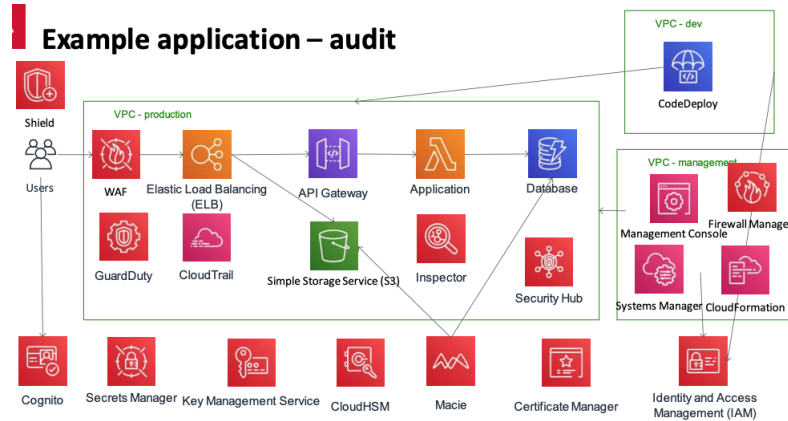 Example application – audit
VPC - dev
CodeDeploy
Shield
VPC - production
Users
WAF
Elastic Load Balancing
(ELB)
API Gateway
Application
Database
VPC - management
Management Console
Firewall Manage
GuardDuty
CloudTrail
Simple Storage Service (S3)
Inspector
Security Hub
Systems Manager
CloudFormation
Cognito
Secrets Manager
Key Management Service
CloudHSM
Macie
Certificate Manager
Identity and Access
Management (IAM)